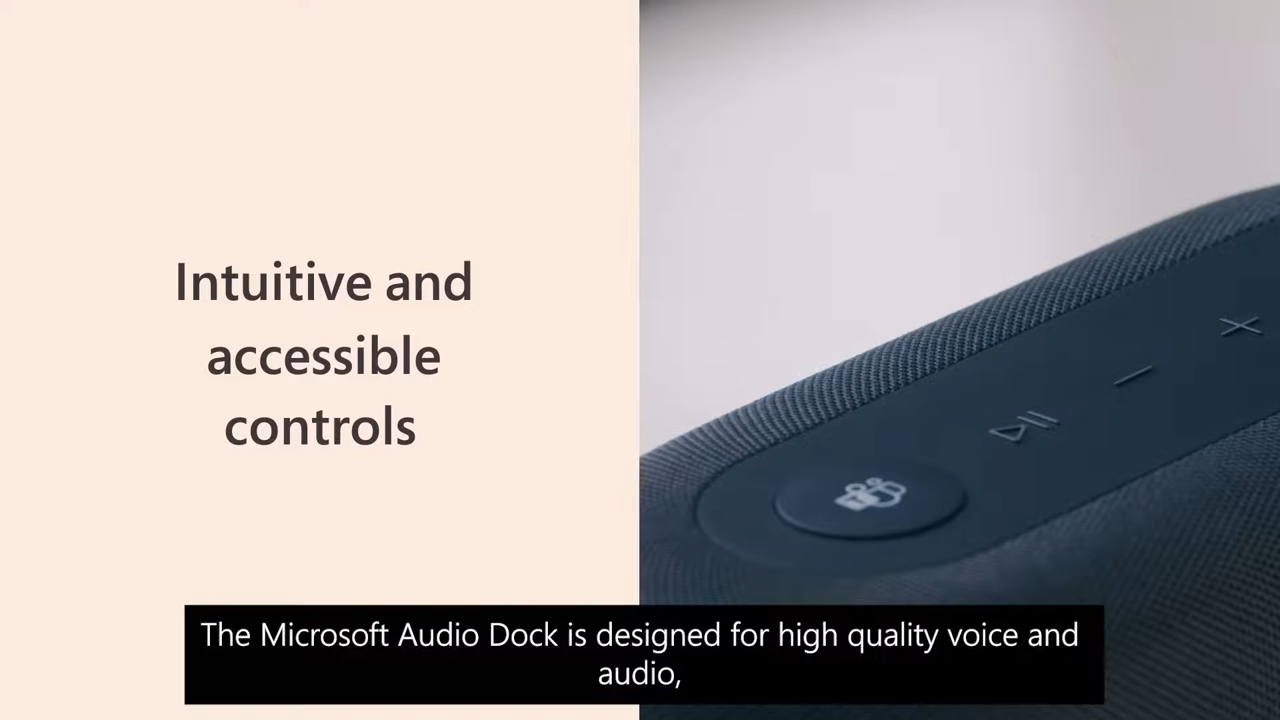 Intuitive and
accessible
controls
The Microsoft Audio Dock is designed for high quality voice and
audio,